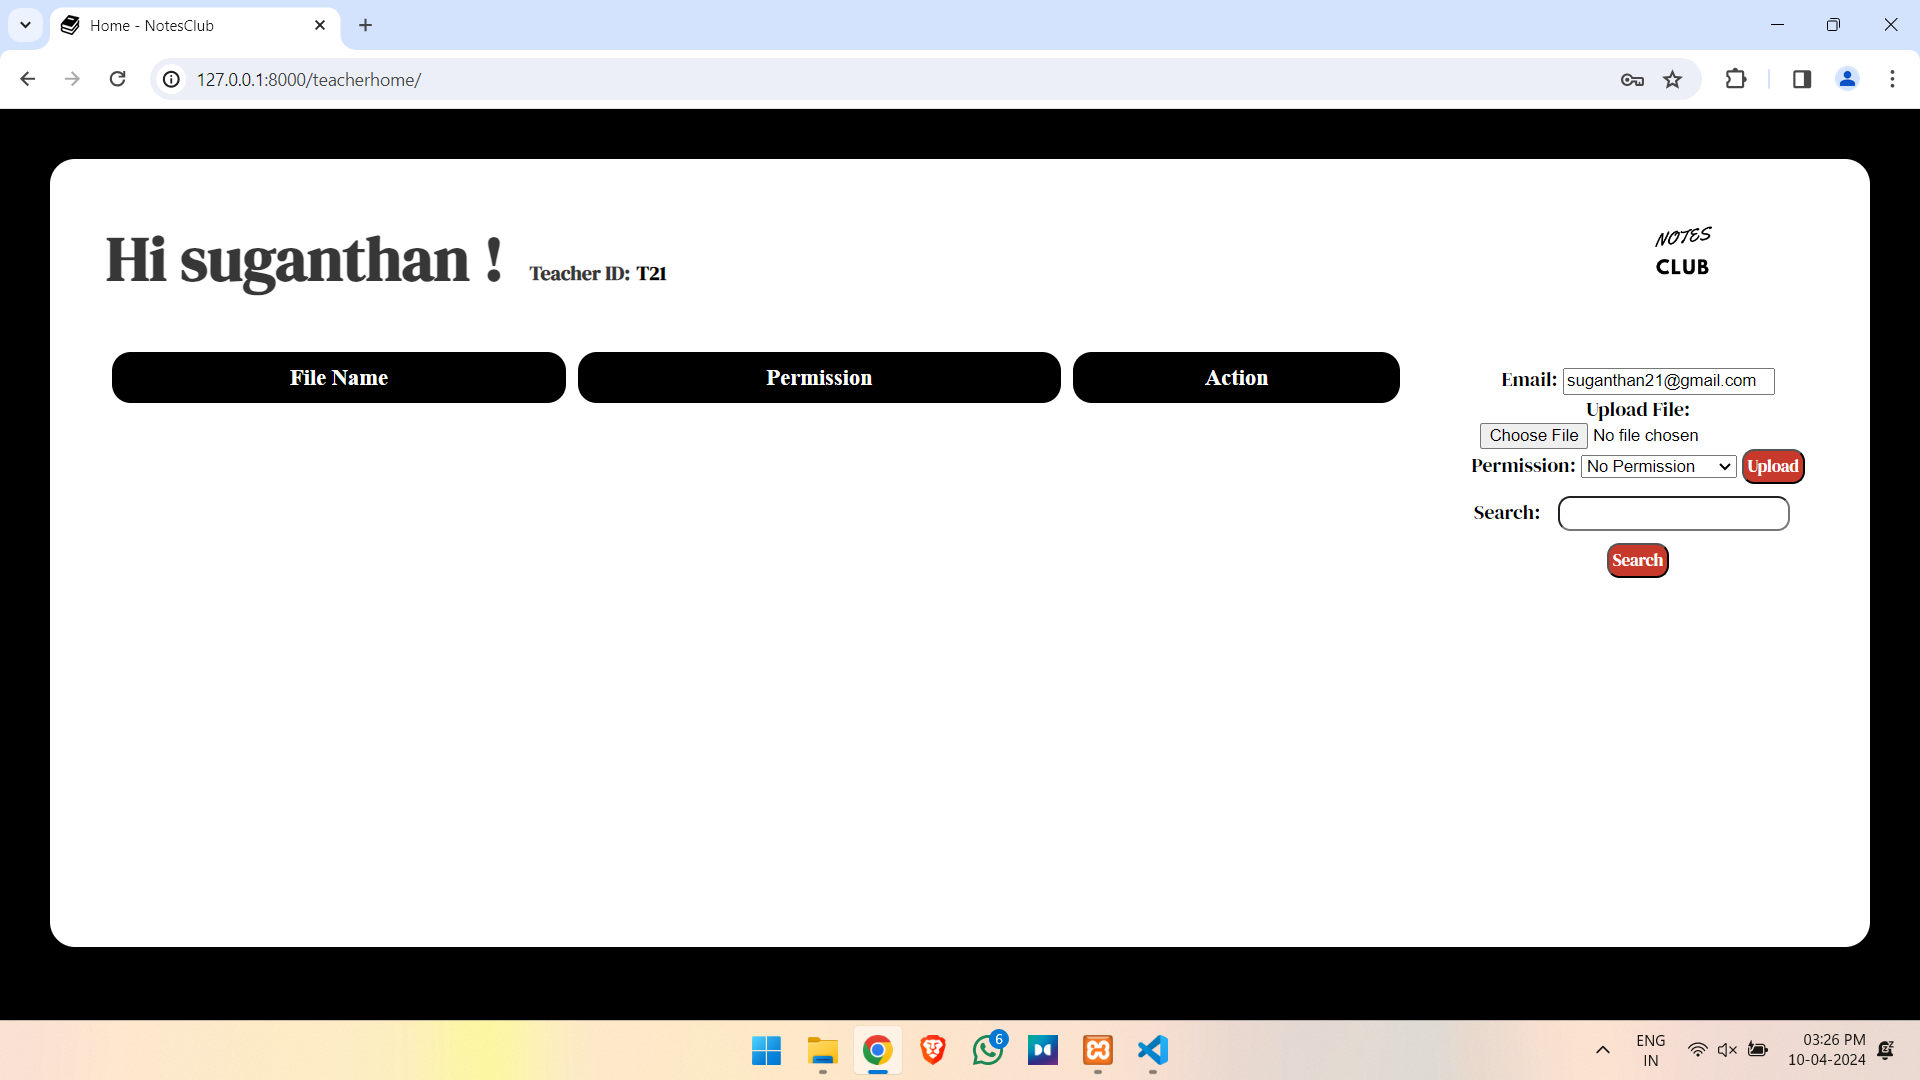 Home - NotesClub
127.0.0.1:8000/teacherhome/
Hi suganthan ! Teacher ID: T21
NOTES
CLUB
File Name Permission Action
Email: suganthan21@gmail.com
Upload File:
Choose File No file chosen
Permission: No Permission Upload
Search:
Search
6
ENG
IN
03:26 PM
10-04-2024